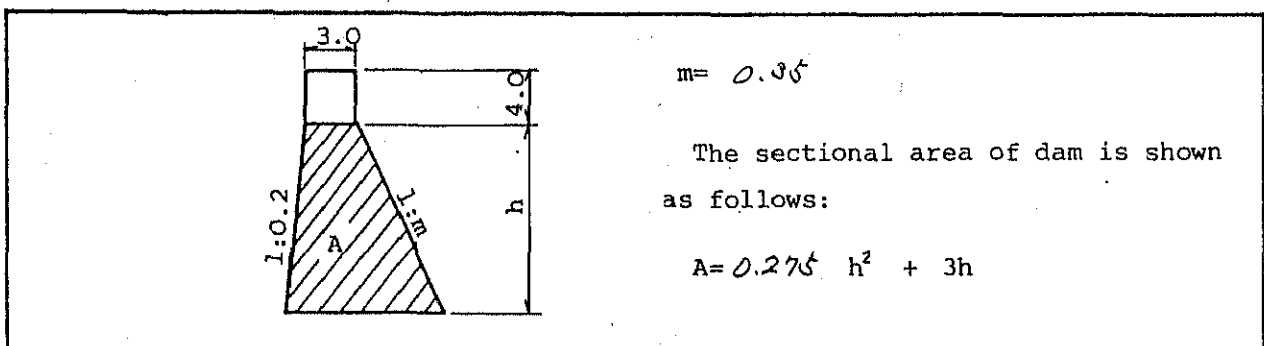 3.0
4.0
1:0.2
A
1:m
h
m= 0.35
The sectional area of dam is shown
as follows:
A= 0.275 h² + 3h